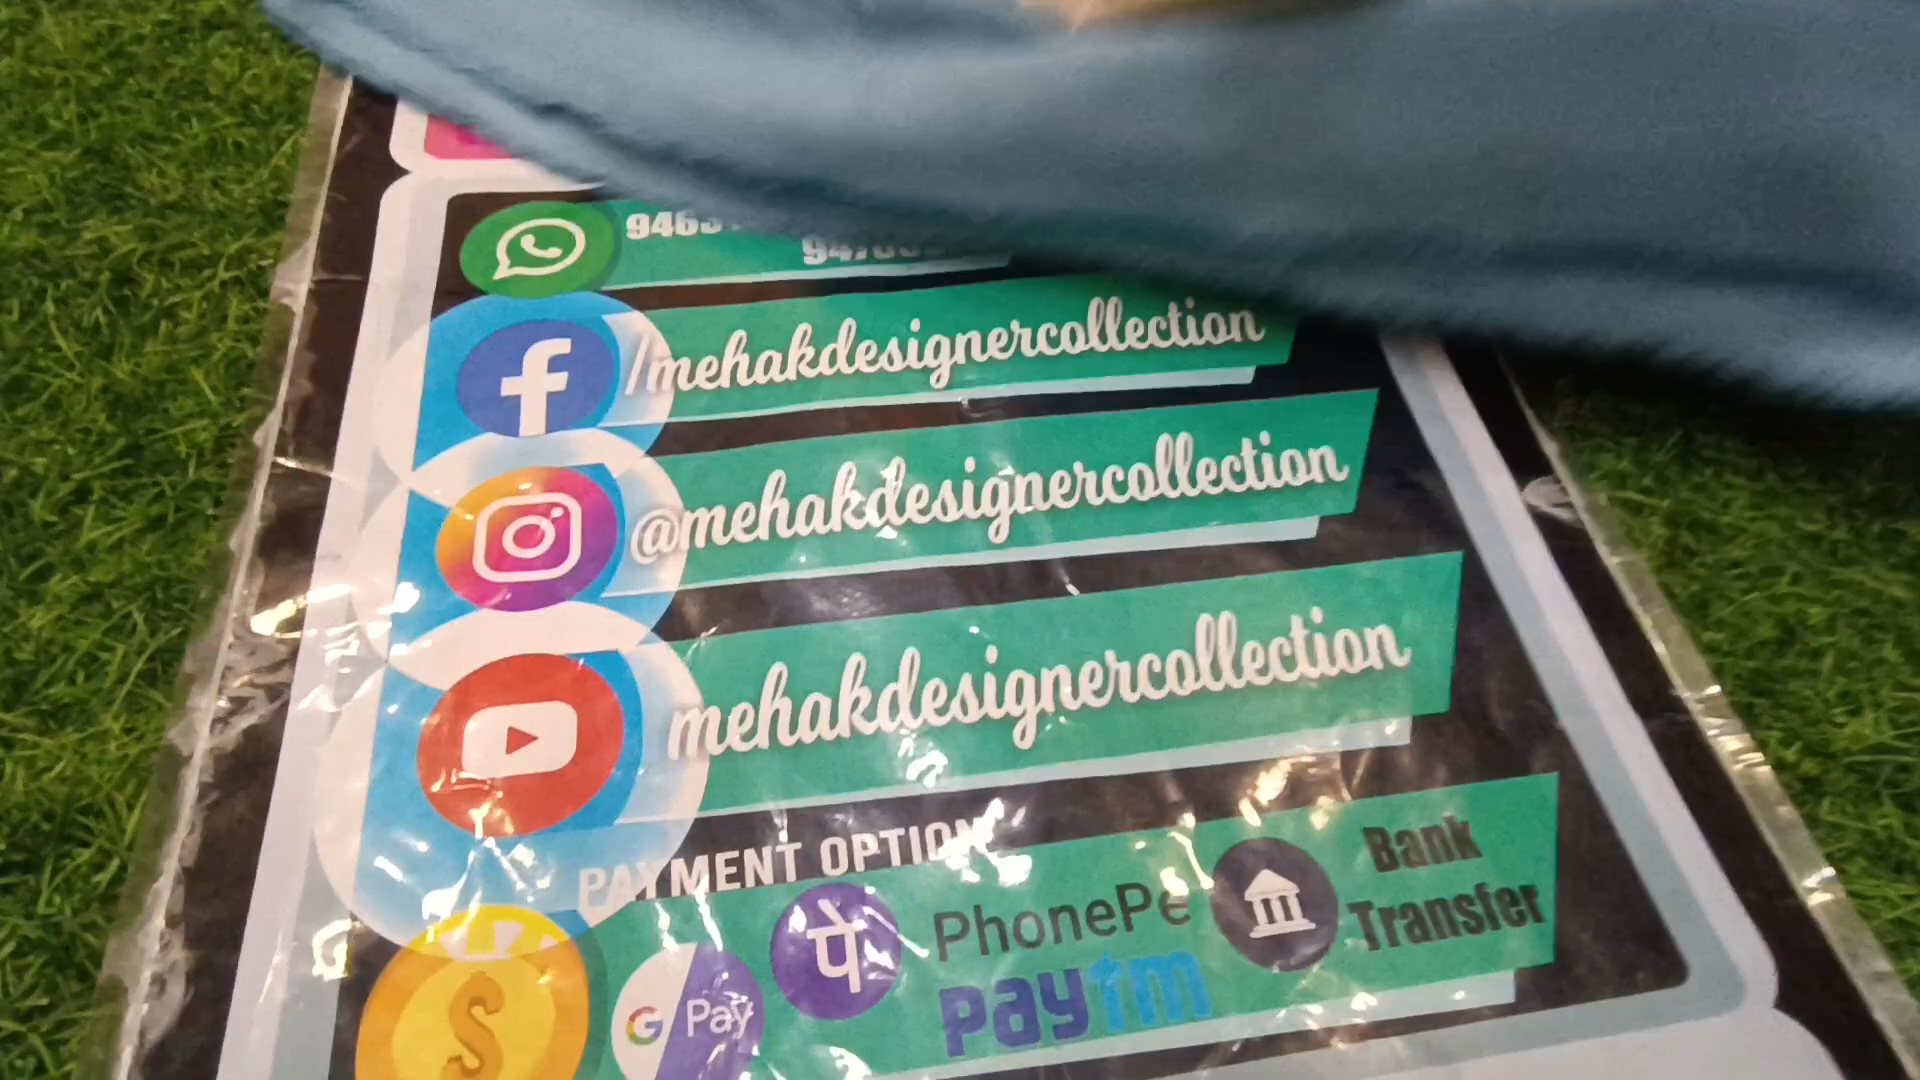 /mehakdesignercollection
@mehakdesignercollection
mehakdesignercollection
PAYMENT OPTION
G Pay
पे PhonePe
paytm
Bank
Transfer